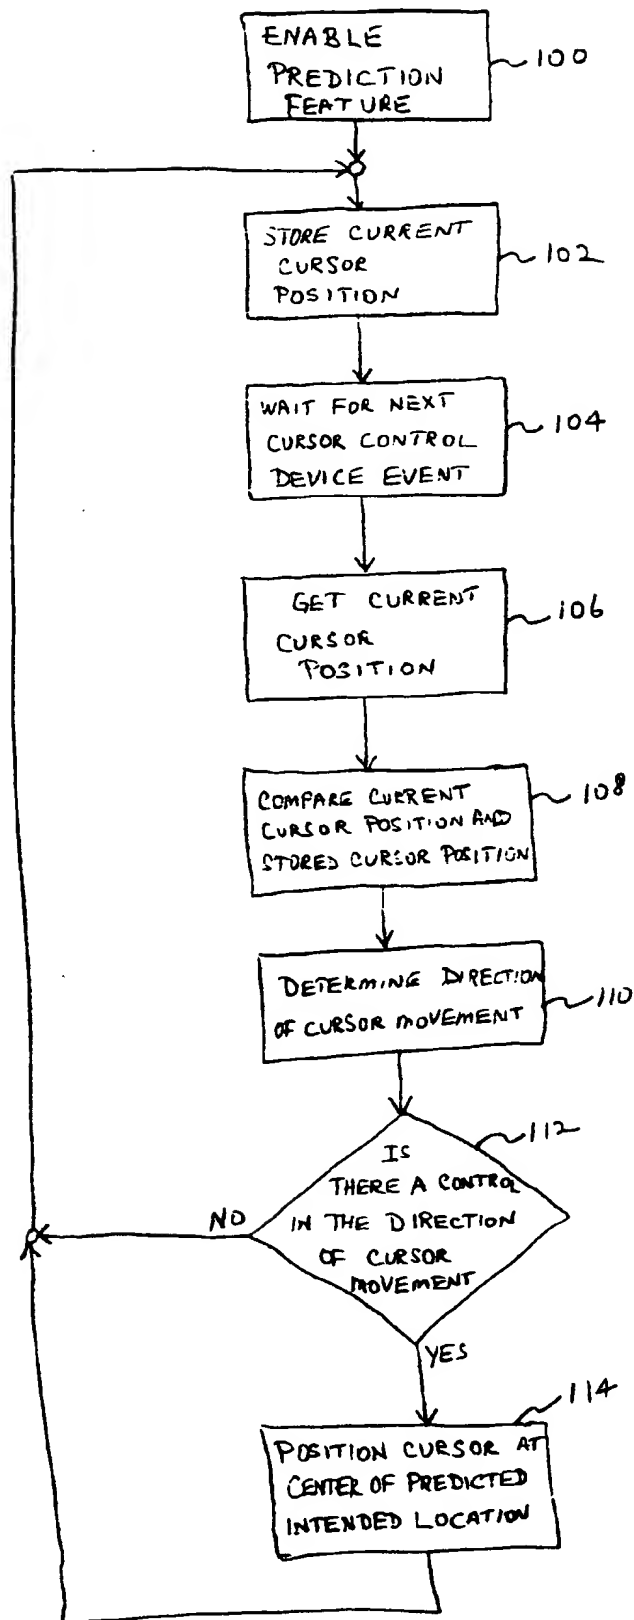 ENABLE
PREDICTION
FEATURE
100
STORE CURRENT
CURSOR
POSITION
102
WAIT FOR NEXT
CURSOR CONTROL
DEVICE EVENT
104
GET CURRENT
CURSOR
POSITION
106
COMPARE CURRENT
CURSOR POSITION AND
STORED CURSOR POSITION
108
DETERMINE DIRECTION
OF CURSOR MOVEMENT
110
112
IS
THERE A CONTROL
IN THE DIRECTION
OF CURSOR
MOVEMENT
NO
YES
114
POSITION CURSOR AT
CENTER OF PREDICTED
INTENDED LOCATION